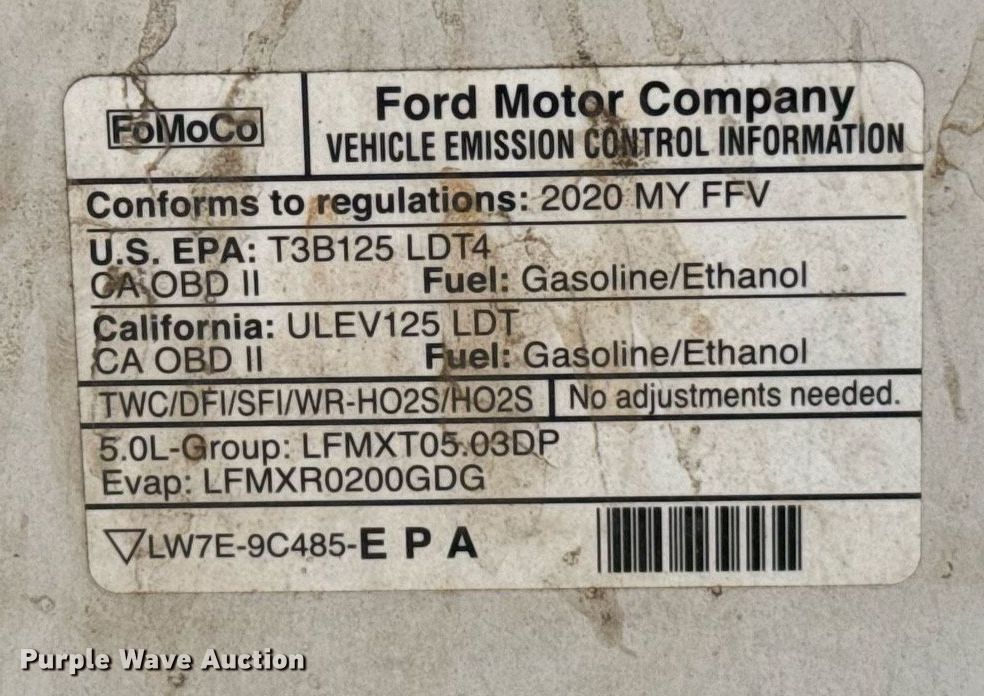 FoMoCo
Ford Motor Company
VEHICLE EMISSION CONTROL INFORMATION
Conforms to regulations: 2020 MY FFV
U.S. EPA: T3B125 LDT4
CA OBD II Fuel: Gasoline/Ethanol
California: ULEV125 LDT
CA OBD II Fuel: Gasoline/Ethanol
TWC/DFI/SFI/WR-HO2S/HO2S No adjustments needed.
5.0L-Group: LFMXT05.03DP
Evap: LFMXR0200GDG
LW7E-9C485-E P A
Purple Wave Auction